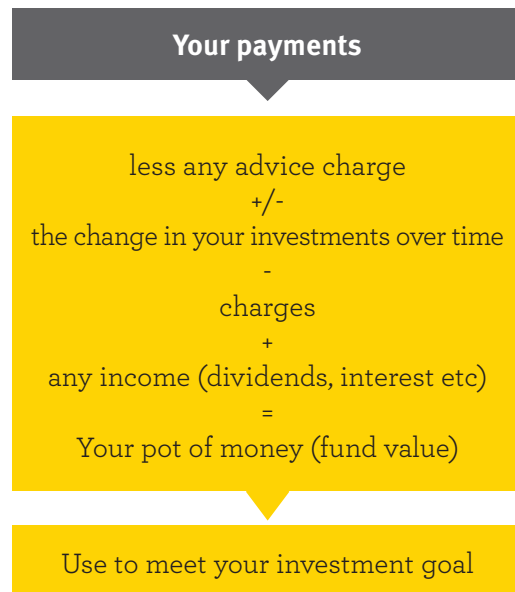 Your payments
less any advice charge
+/-
the change in your investments over time
-
charges
+
any income (dividends, interest etc)
=
Your pot of money (fund value)
Use to meet your investment goal